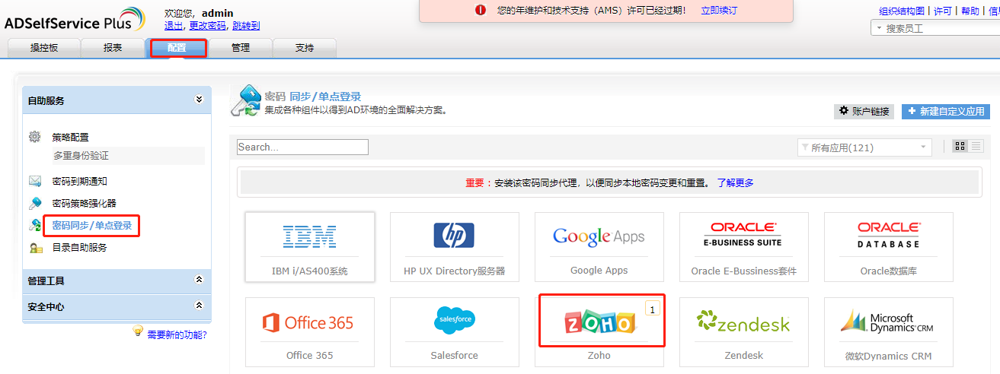 ADSelfService Plus
欢迎您，admin
退出, 更改密码, 跳转到
您的年维护和技术支持（AMS）许可已经过期! 立即续订
组织结构图 | 许可 | 帮助 |
搜索员工
操控板 报表 配置 管理 支持
自助服务
策略配置
多重身份验证
密码到期通知
密码策略强化器
密码同步/单点登录
目录自助服务
管理工具
安全中心
需要新的功能?
密码 同步/单点登录
集成各种组件以得到AD环境的全面解决方案。
账户链接 新建自定义应用
Search... 所有应用(121)
重要：安装该密码同步代理，以便同步本地密码变更和重置。 了解更多
IBM
IBM i/AS400系统
hp
HP UX Directory服务器
Google Apps
Google Apps
ORACLE
E-BUSINESS SUITE
Oracle E-Bussiness套件
ORACLE
DATABASE
Oracle数据库
Office 365
Office 365
salesforce
Salesforce
ZOHO 1
Zoho
zendesk
Zendesk
Microsoft
Dynamics CRM
微软Dynamics CRM